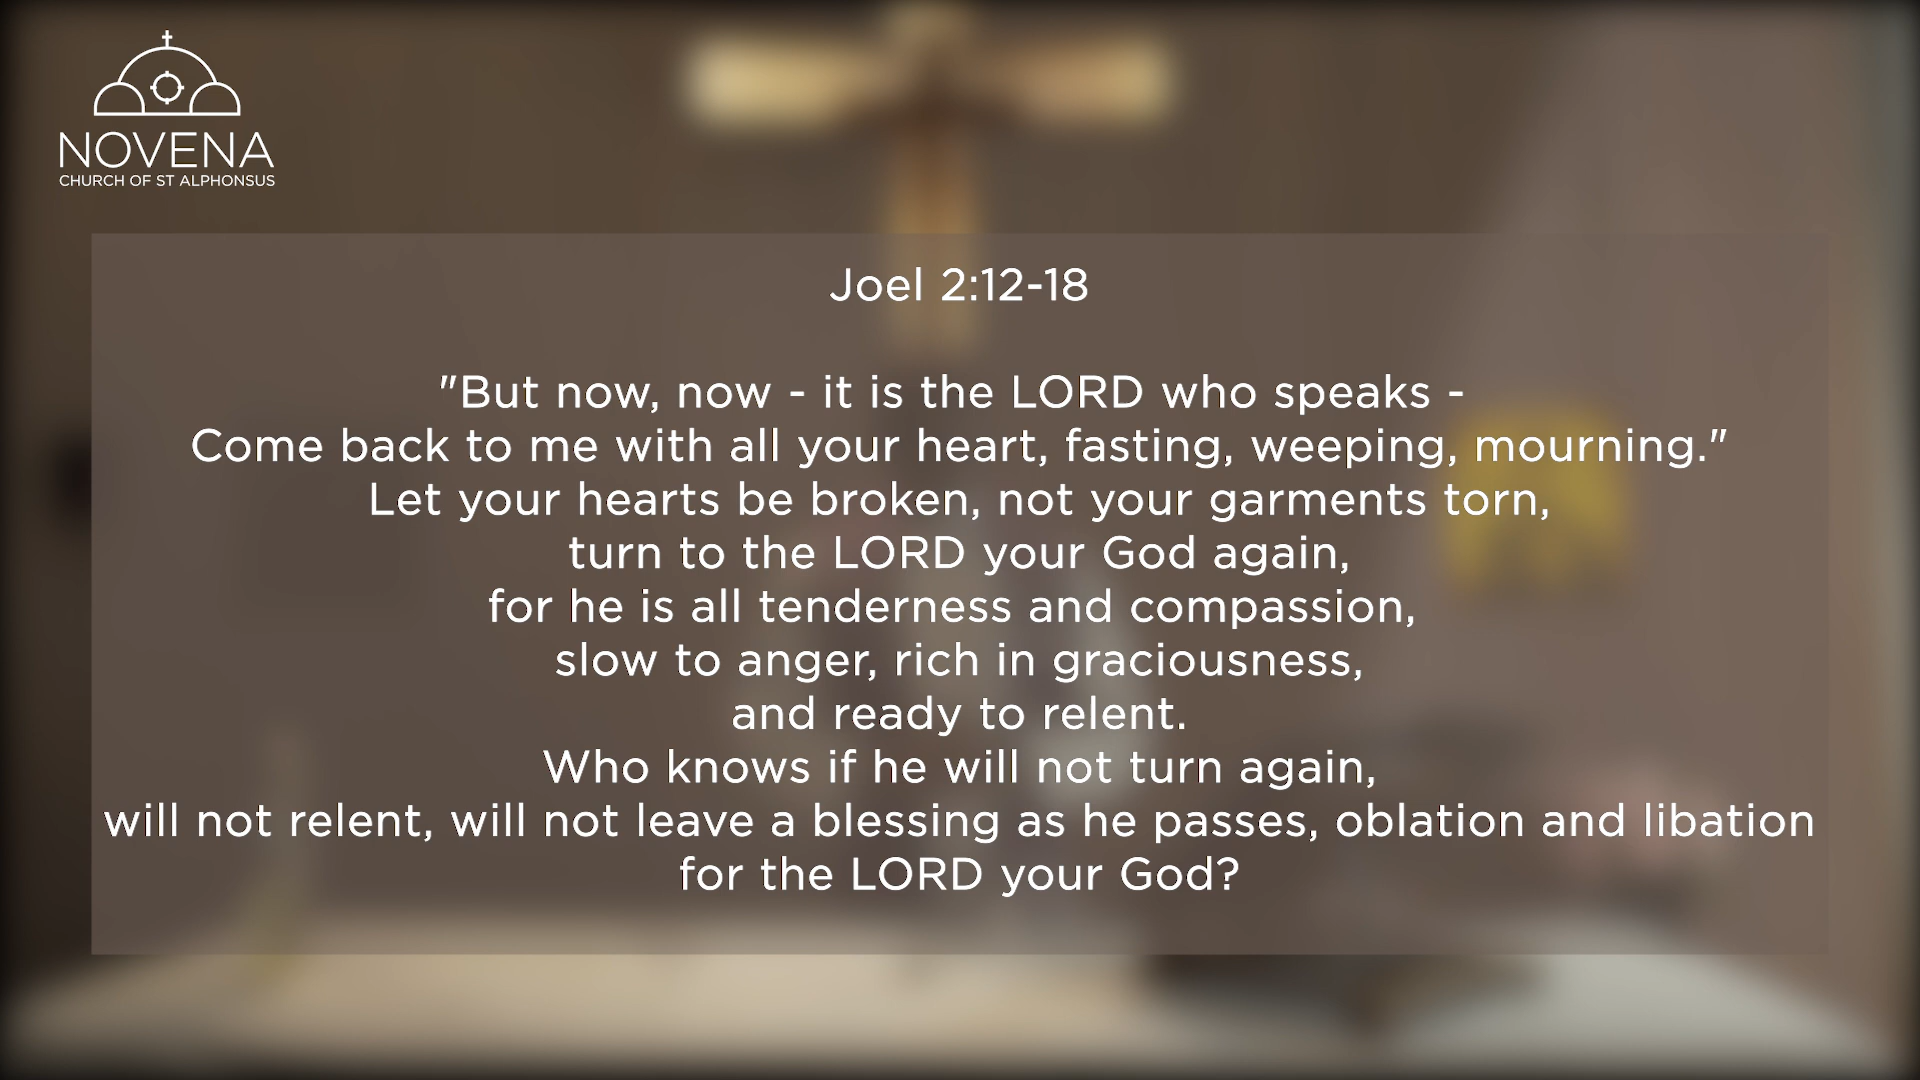 NOVENA
CHURCH OF ST ALPHONSUS
Joel 2:12-18
"But now, now - it is the LORD who speaks -
Come back to me with all your heart, fasting, weeping, mourning."
Let your hearts be broken, not your garments torn,
turn to the LORD your God again,
for he is all tenderness and compassion,
slow to anger, rich in graciousness,
and ready to relent.
Who knows if he will not turn again,
will not relent, will not leave a blessing as he passes, oblation and libation
for the LORD your God?